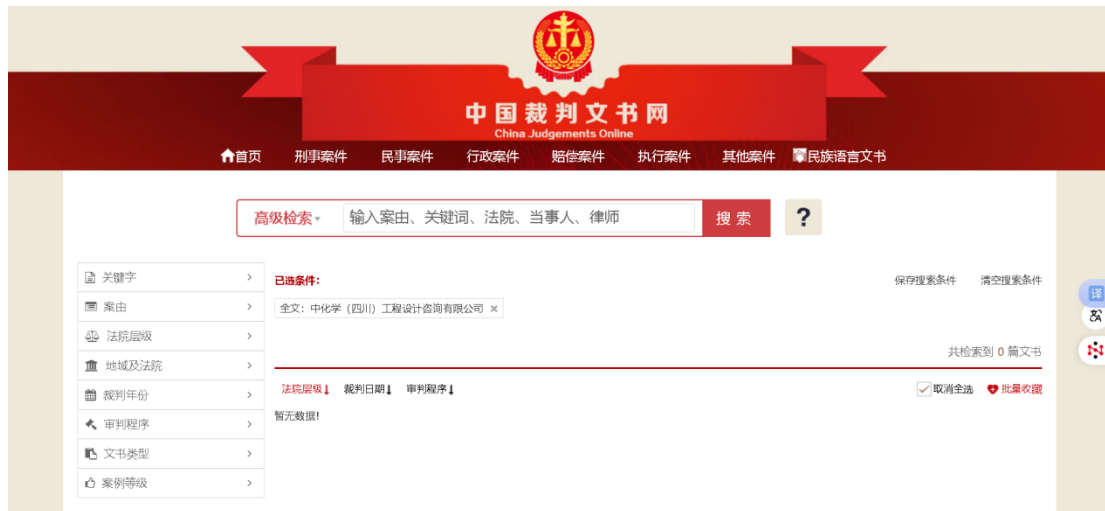 中国裁判文书网
China Judgements Online
首页 刑事案件 民事案件 行政案件 赔偿案件 执行案件 其他案件 民族语言文书
高级检索 输入案由、关键词、法院、当事人、律师 搜索 ?
关键字
案由
法院层级
地域及法院
裁判年份
审判程序
文书类型
案例等级
已选条件: 保存搜索条件 清空搜索条件
全文: 中化学（四川）工程设计咨询有限公司
共检索到 0 篇文书
法院层级 裁判日期 审判程序 取消全选 批量收藏
暂无数据!
译